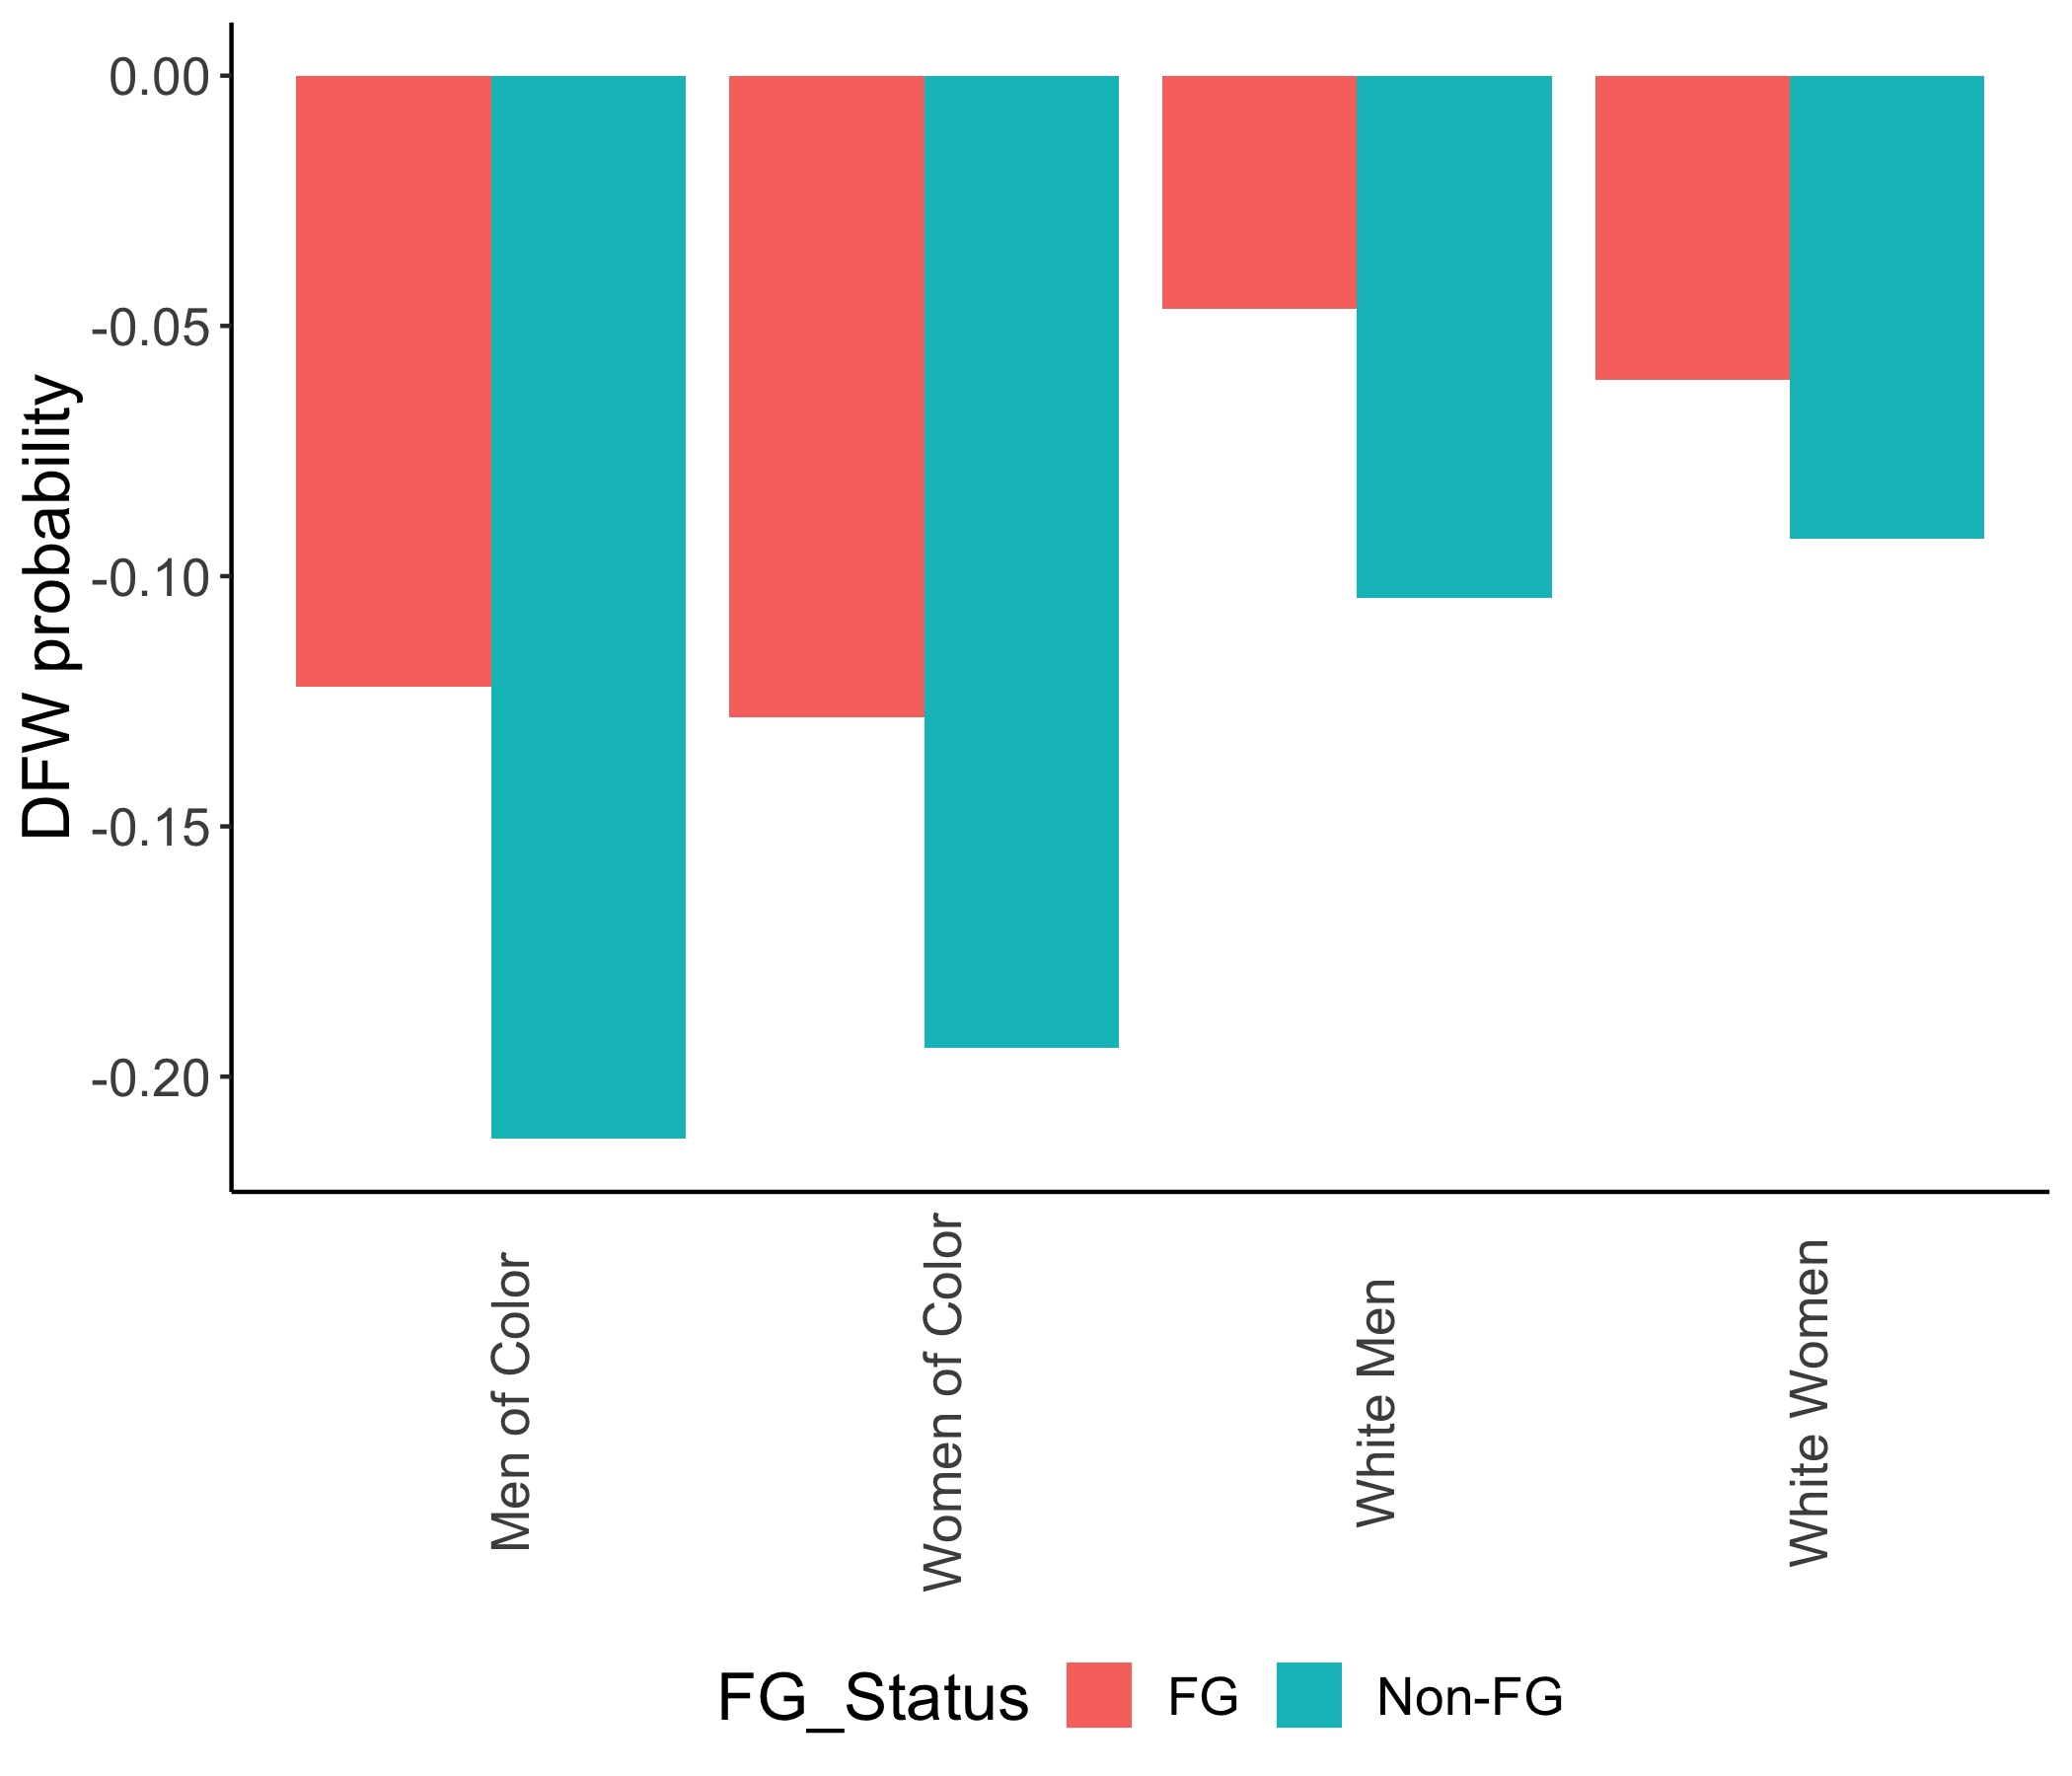 DFW probability
0.00
-0.05
-0.10
-0.15
-0.20
Men of Color
Women of Color
White Men
White Women
FG_Status FG Non-FG